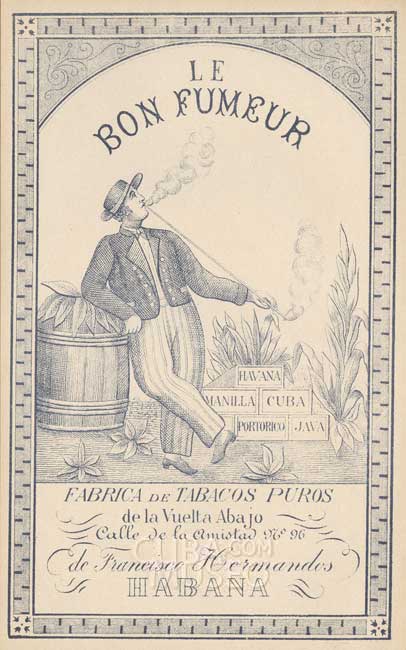 LE
BON FUMEUR
HAVANA
MANILLA CUBA
PORTORICO JAVA
FABRICA DE TABACOS PUROS
de la Vuelta Abajo
Calle de la Amistad Nº 96
de Francisco Hermandos
HABAÑA